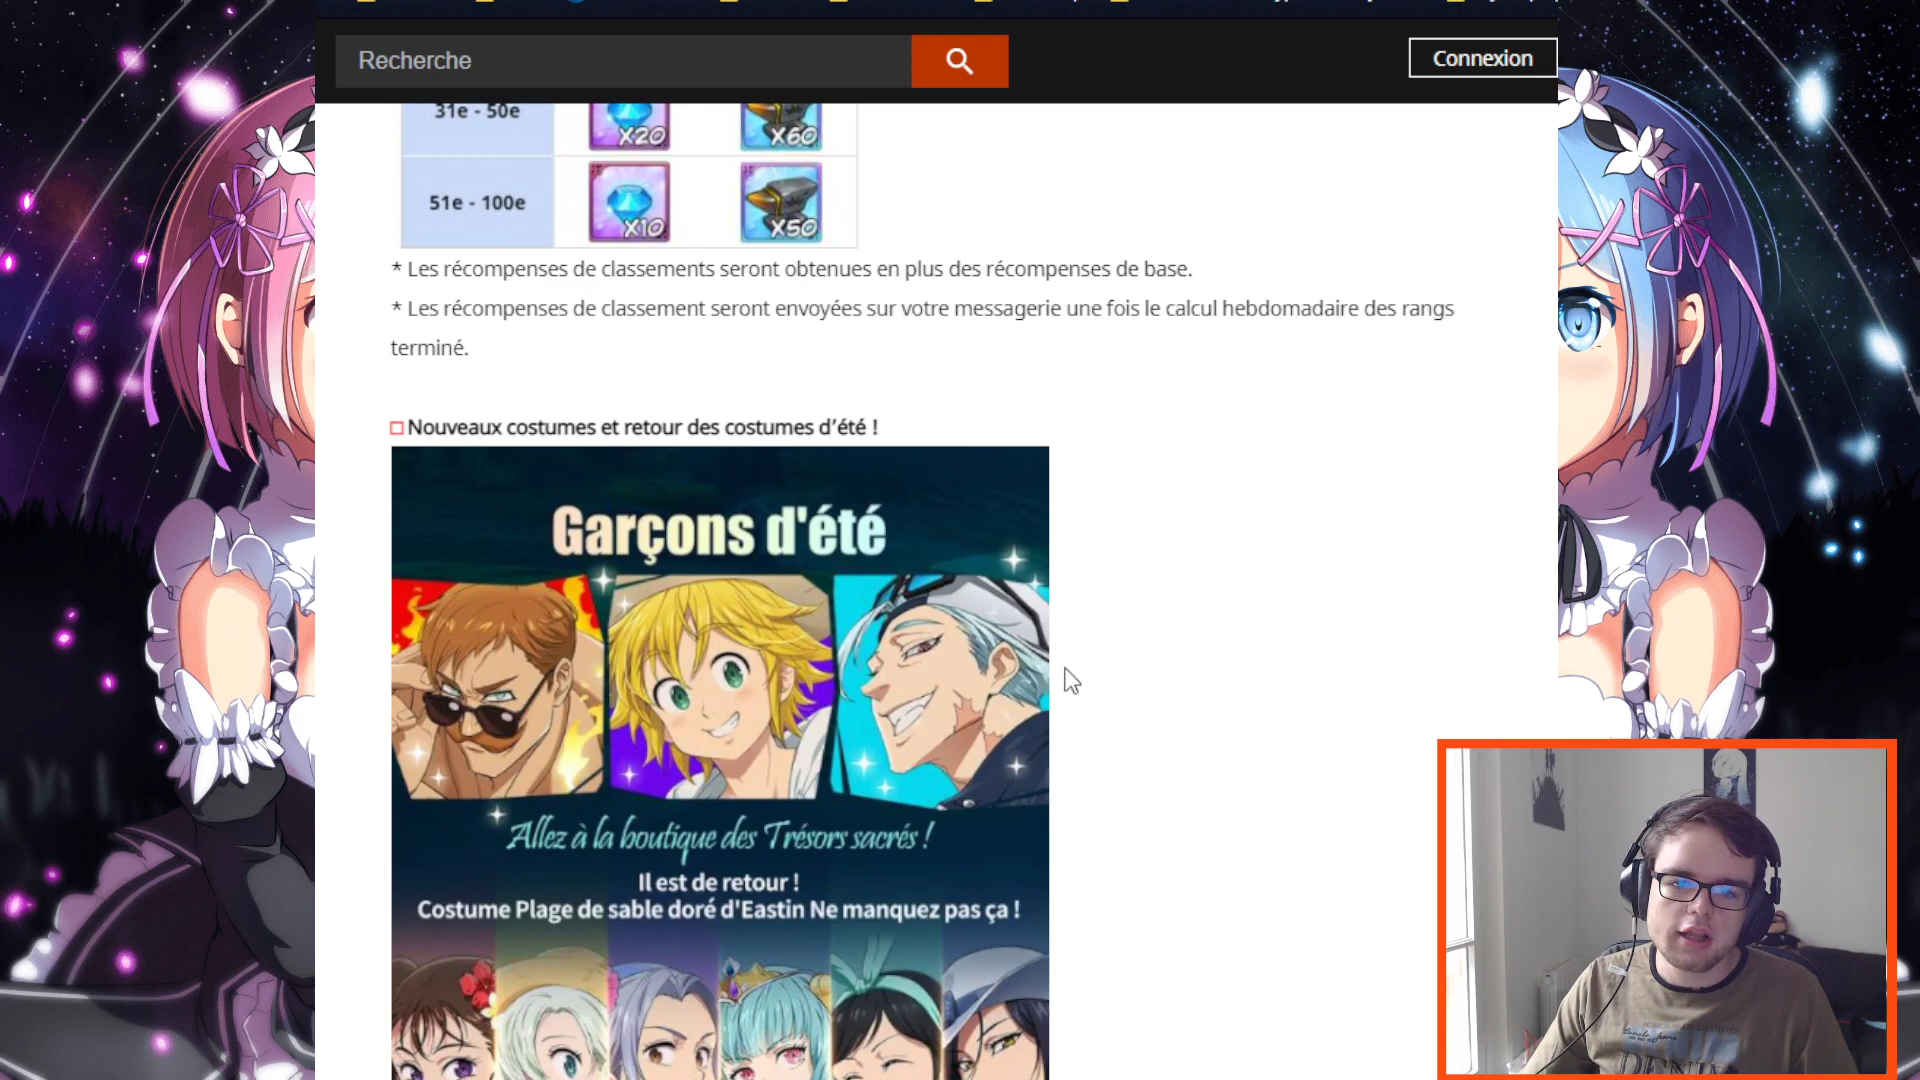 Recherche
Connexion
31e - 50e
X20
X60
51e - 100e
X10
X50
* Les récompenses de classements seront obtenues en plus des récompenses de base.
* Les récompenses de classement seront envoyées sur votre messagerie une fois le calcul hebdomadaire des rangs
terminé.
Nouveaux costumes et retour des costumes d’été !
Garçons d'été
Allez à la boutique des Trésors sacrés !
Il est de retour !
Costume Plage de sable doré d'Eastin Ne manquez pas ça !